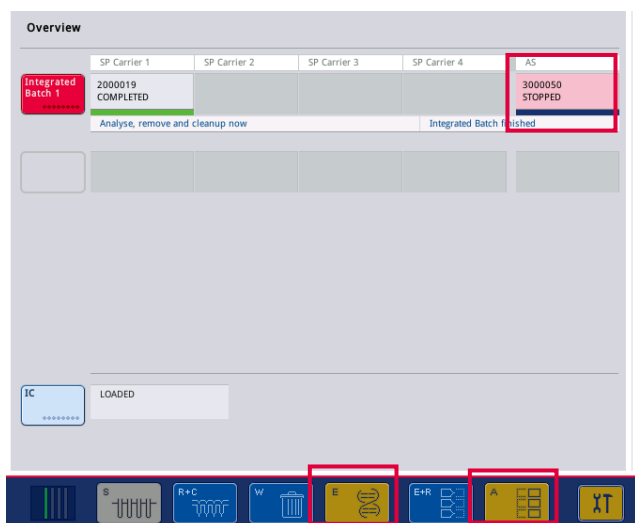 Overview
SP Carrier 1 SP Carrier 2 SP Carrier 3 SP Carrier 4 AS
Integrated
Batch 1
2000019
COMPLETED
3000050
STOPPED
Analyse, remove and cleanup now
Integrated Batch finished
IC
LOADED
S R+C W E E+R A